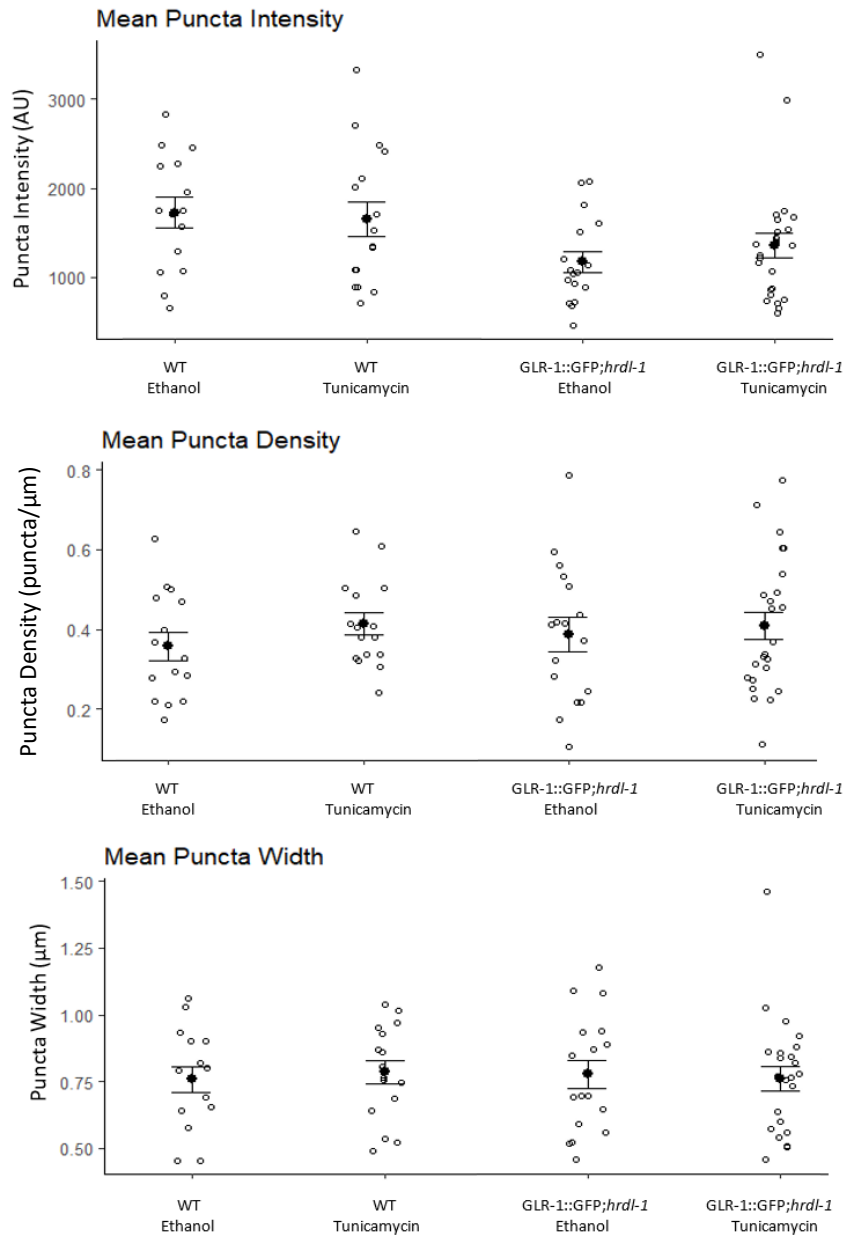 Mean Puncta Intensity
Puncta Intensity (AU)
3000
2000
1000
WT
Ethanol
WT
Tunicamycin
GLR-1::GFP;hrdl-1
Ethanol
GLR-1::GFP;hrdl-1
Tunicamycin
Mean Puncta Density
Puncta Density (puncta/μm)
0.8
0.6
0.4
0.2
WT
Ethanol
WT
Tunicamycin
GLR-1::GFP;hrdl-1
Ethanol
GLR-1::GFP;hrdl-1
Tunicamycin
Mean Puncta Width
Puncta Width (μm)
1.50
1.25
1.00
0.75
0.50
WT
Ethanol
WT
Tunicamycin
GLR-1::GFP;hrdl-1
Ethanol
GLR-1::GFP;hrdl-1
Tunicamycin